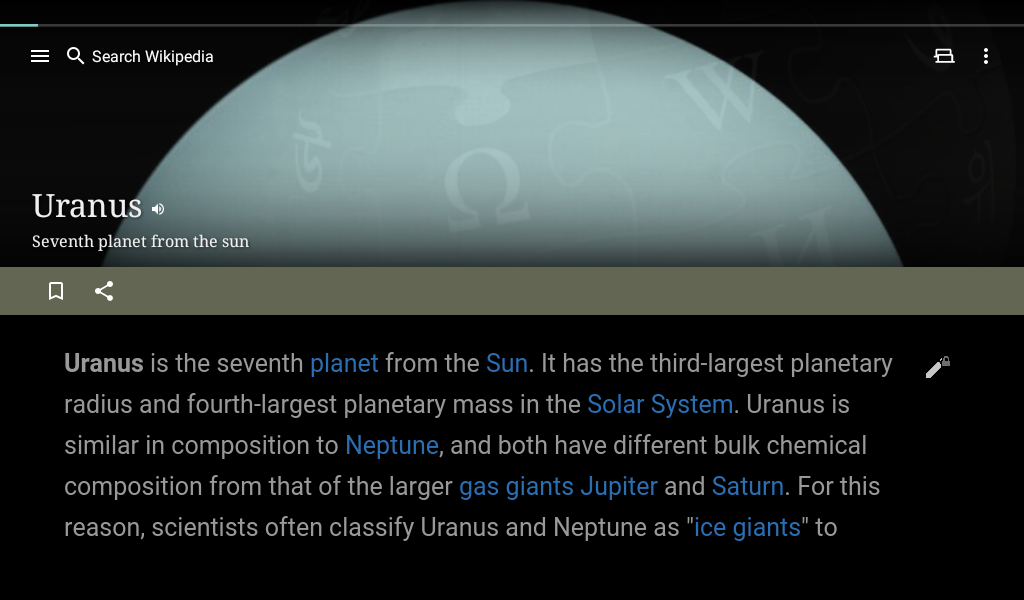 Search Wikipedia
Uranus
Seventh planet from the sun
Uranus is the seventh planet from the Sun. It has the third-largest planetary
radius and fourth-largest planetary mass in the Solar System. Uranus is
similar in composition to Neptune, and both have different bulk chemical
composition from that of the larger gas giants Jupiter and Saturn. For this
reason, scientists often classify Uranus and Neptune as "ice giants" to